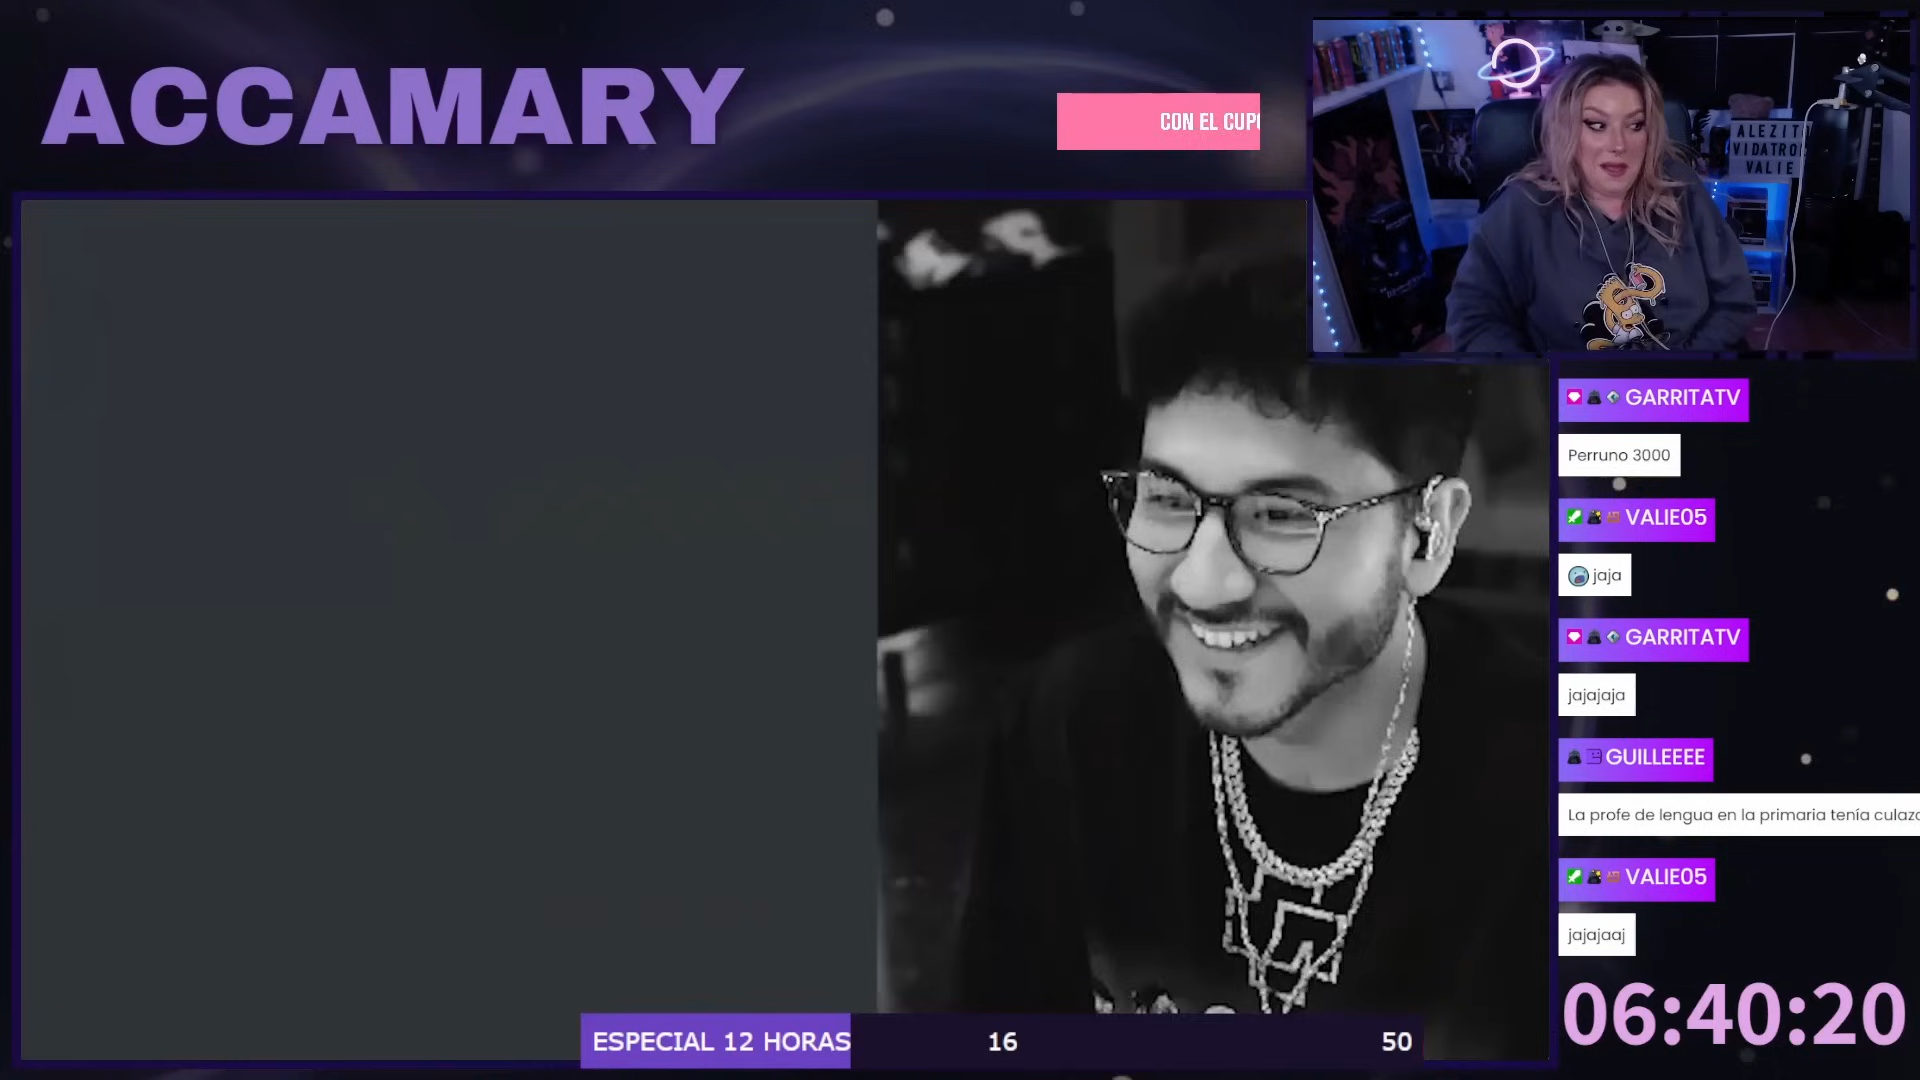 ACCAMARY
CON EL CUP
ALEZIT
VIDATRO
VALIE
GARRITATV
Perruno 3000
VALIE05
jaja
GARRITATV
jajajaja
GUILLEEEE
La profe de lengua en la primaria tenía culazo
VALIE05
jajajaaj
ESPECIAL 12 HORAS
16
50
06:40:20